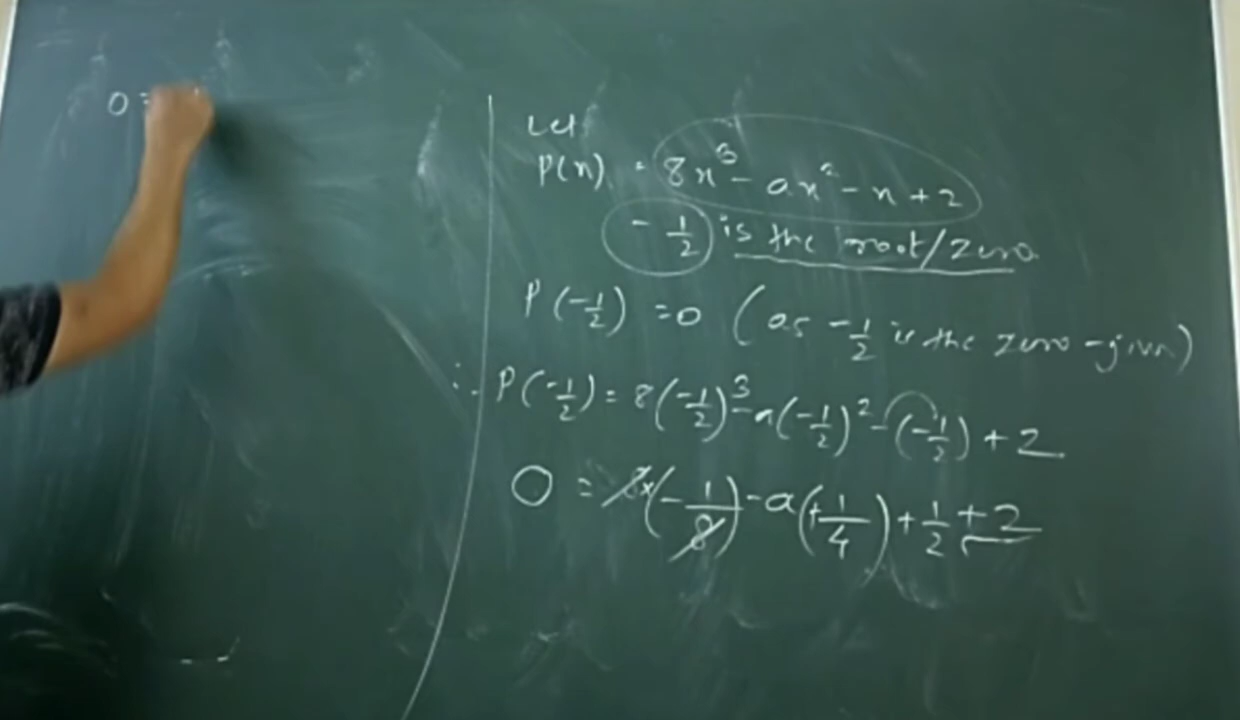 0 =
Let
P(x) = 8x³ - ax² - x + 2
-1/2 is the root/zero
P(-1/2) = 0 (as -1/2 is the zero - given)
∴ P(-1/2) = 8(-1/2)³ - a(-1/2)² - (-1/2) + 2
0 = 8×(-1/8) - a(+1/4) + 1/2 + 2